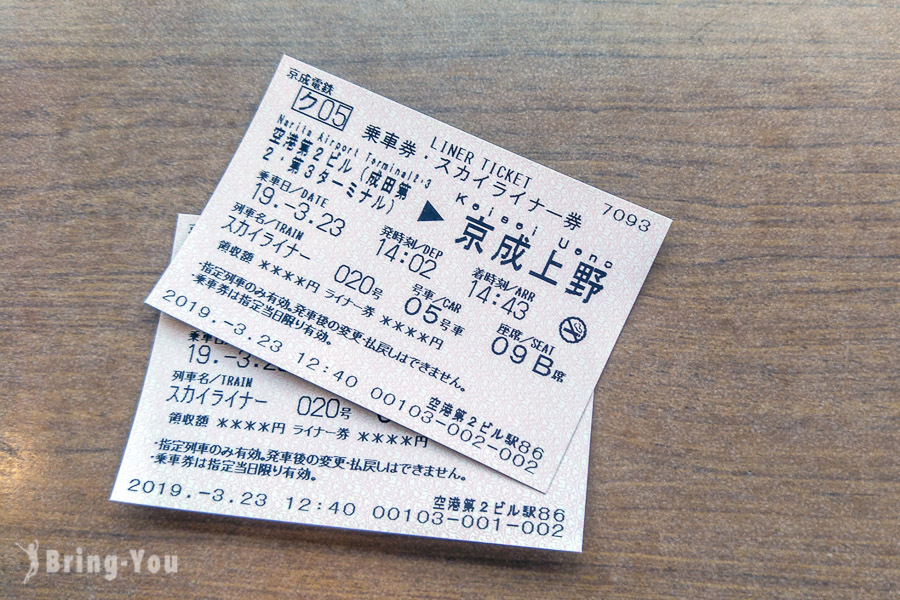 京成電鉄
ク05
LINER TICKET
乗車券・スカイライナー券
7093
Narita Airport Terminal2・3
空港第2ビル(成田第
2・第3ターミナル)
▶
Keisei Ueno
京成上野
乗車日/DATE
19.-3.23
発時刻/DEP
14:02
着時刻/ARR
14:43
列車名/TRAIN
スカイライナー
020号
号車/CAR
05号車
座席/SEAT
09B席
領収額 ****円 ライナー券 ****円
・指定列車のみ有効。発車後の変更・払戻しはできません。
・乗車券は指定当日限り有効。
2019.-3.23 12:40
空港第2ビル駅86
00103-002-002
乗車日/D
19.-3.2
列車名/TRAIN
スカイライナー
020号
領収額 ****円 ライナー券 ****円
・指定列車のみ有効。発車後の変更・払戻しはできません。
・乗車券は指定当日限り有効。
2019.-3.23 12:40
空港第2ビル駅86
00103-001-002
Bring-You